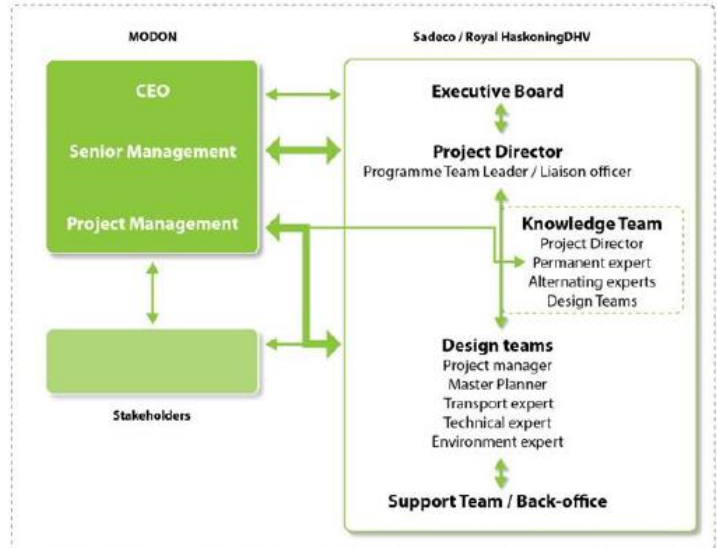 MODON
CEO
Senior Management
Project Management
Stakeholders
Sadeco / Royal HaskoningDHV
Executive Board
Project Director
Programme Team Leader / Liaison officer
Knowledge Team
Project Director
Permanent expert
Alternating experts
Design Teams
Design teams
Project manager
Master Planner
Transport expert
Technical expert
Environment expert
Support Team / Back-office